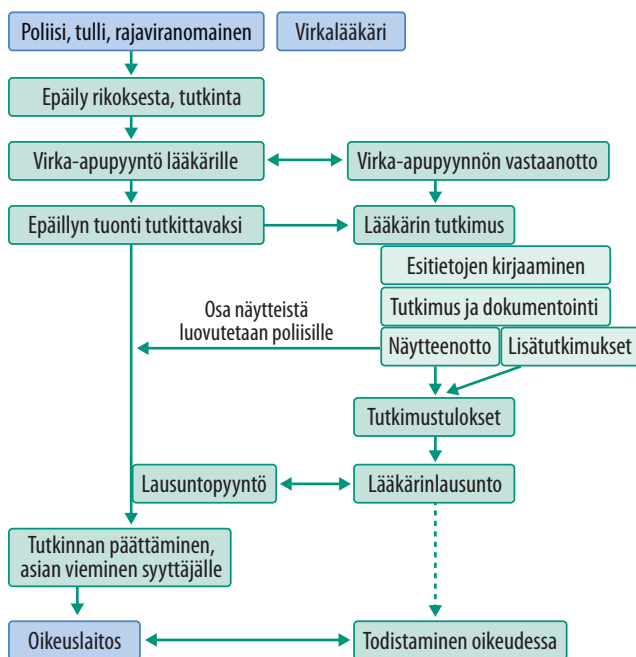 Poliisi, tulli, rajaviranomainen
Virkalääkäri
Epäily rikoksesta, tutkinta
Virka-apupyyntö lääkärille
Virka-apupyynnön vastaanotto
Epäillyn tuonti tutkittavaksi
Lääkärin tutkimus
Esitietojen kirjaaminen
Tutkimus ja dokumentointi
Osa näytteistä
luovutetaan poliisille
Näytteenotto
Lisätutkimukset
Tutkimustulokset
Lausuntopyyntö
Lääkärinlausunto
Tutkinnan päättäminen,
asian vieminen syyttäjälle
Oikeuslaitos
Todistaminen oikeudessa